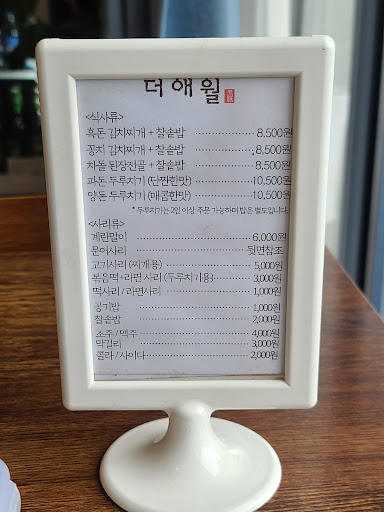 더애월
<식사류>
흑돈 김치찌개 + 찰솥밥 8,500원
꽁치 김치찌개 + 찰솥밥 8,500원
차돌 된장전골 + 찰솥밥 8,500원
파돈 두루치기 (단짠한맛) 10,500원
양돈 두루치기 (매콤한맛) 10,500원
* 두루치기는 2인 이상 주문 가능하며 밥은 별도입니다.
<사리류>
계란말이 6,000원
문어사리 뒷면참조
고기사리 (찌개용) 5,000원
볶음떡+라면 사리 (두루치기용) 3,000원
떡사리 / 라면사리 1,000원
공기밥 1,000원
찰솥밥 2,000원
소주 / 맥주 4,000원
막걸리 3,000원
콜라 / 사이다 2,000원